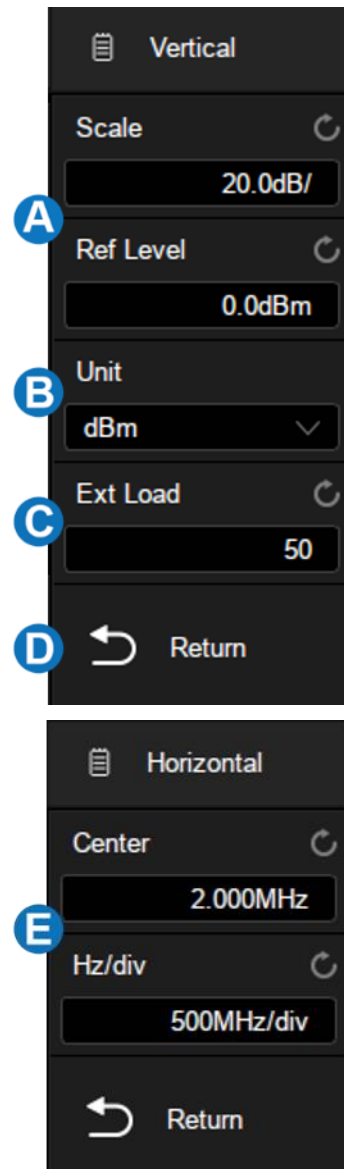 Vertical
Scale
20.0dB/
A
Ref Level
0.0dBm
Unit
B
dBm
Ext Load
C
50
D
Return
Horizontal
Center
2.000MHz
E
Hz/div
500MHz/div
Return